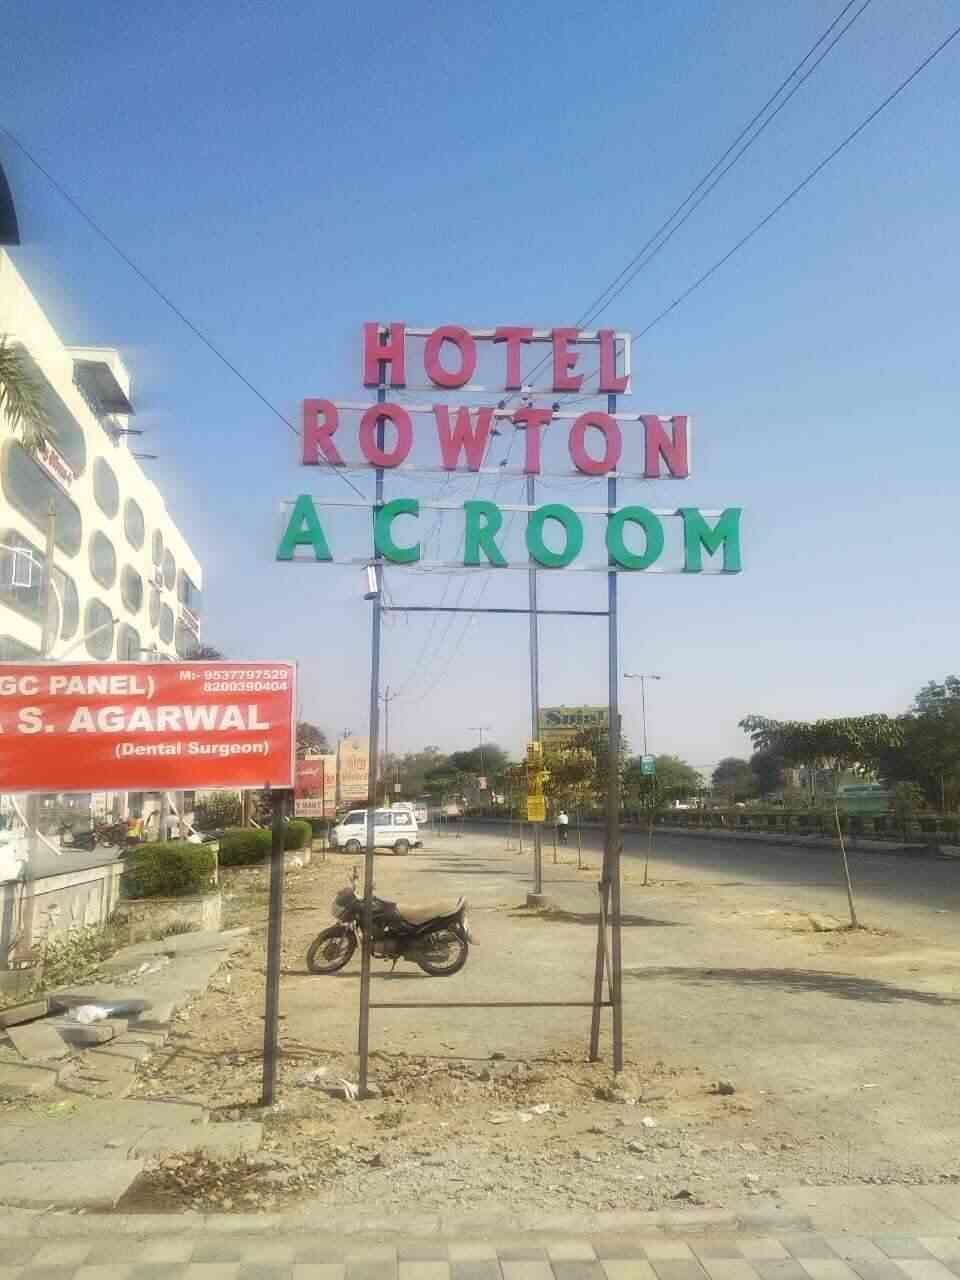 HOTEL
ROWTON
A C ROOM
GC PANEL)
M:- 9537797529
8200390404
S. AGARWAL
(Dental Surgeon)